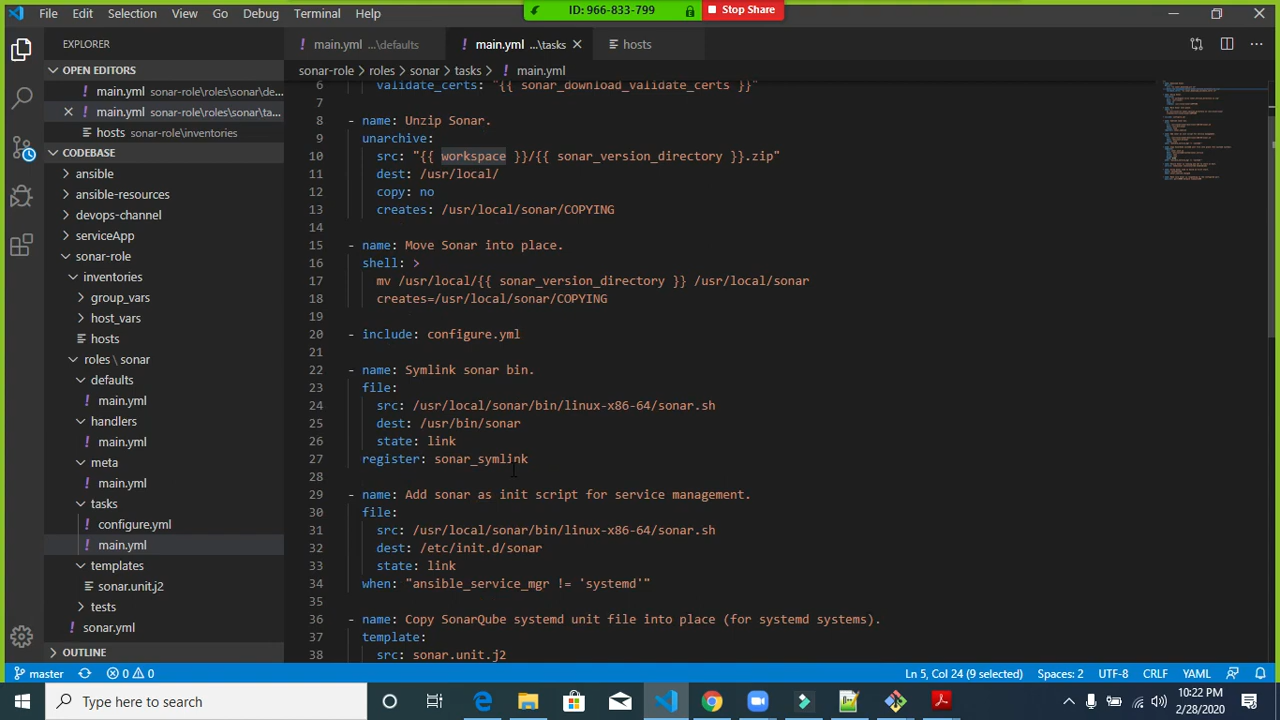 File Edit Selection View Go Debug Terminal Help
ID: 966-833-799 Stop Share
EXPLORER
OPEN EDITORS
! main.yml sonar-role\roles\sonar\de...
× ! main.yml sonar-role\roles\sonar\ta...
hosts sonar-role\inventories
CODEBASE
ansible
ansible-resources
devops-channel
serviceApp
sonar-role
inventories
group_vars
host_vars
hosts
roles \ sonar
defaults
! main.yml
handlers
! main.yml
meta
! main.yml
tasks
! configure.yml
! main.yml
templates
sonar.unit.j2
tests
! sonar.yml
OUTLINE
! main.yml ...\defaults ! main.yml ...\tasks × hosts
sonar-role > roles > sonar > tasks > ! main.yml
6 validate_certs: "{{ sonar_download_validate_certs }}"
7
8 - name: Unzip Sonar.
9 unarchive:
10 src: "{{ workspace }}/{{ sonar_version_directory }}.zip"
11 dest: /usr/local/
12 copy: no
13 creates: /usr/local/sonar/COPYING
14
15 - name: Move Sonar into place.
16 shell: >
17 mv /usr/local/{{ sonar_version_directory }} /usr/local/sonar
18 creates=/usr/local/sonar/COPYING
19
20 - include: configure.yml
21
22 - name: Symlink sonar bin.
23 file:
24 src: /usr/local/sonar/bin/linux-x86-64/sonar.sh
25 dest: /usr/bin/sonar
26 state: link
27 register: sonar_symlink
28
29 - name: Add sonar as init script for service management.
30 file:
31 src: /usr/local/sonar/bin/linux-x86-64/sonar.sh
32 dest: /etc/init.d/sonar
33 state: link
34 when: "ansible_service_mgr != 'systemd'"
35
36 - name: Copy SonarQube systemd unit file into place (for systemd systems).
37 template:
38 src: sonar.unit.j2
master 0 0 Ln 5, Col 24 (9 selected) Spaces: 2 UTF-8 CRLF YAML
Type here to search
10:22 PM
2/28/2020